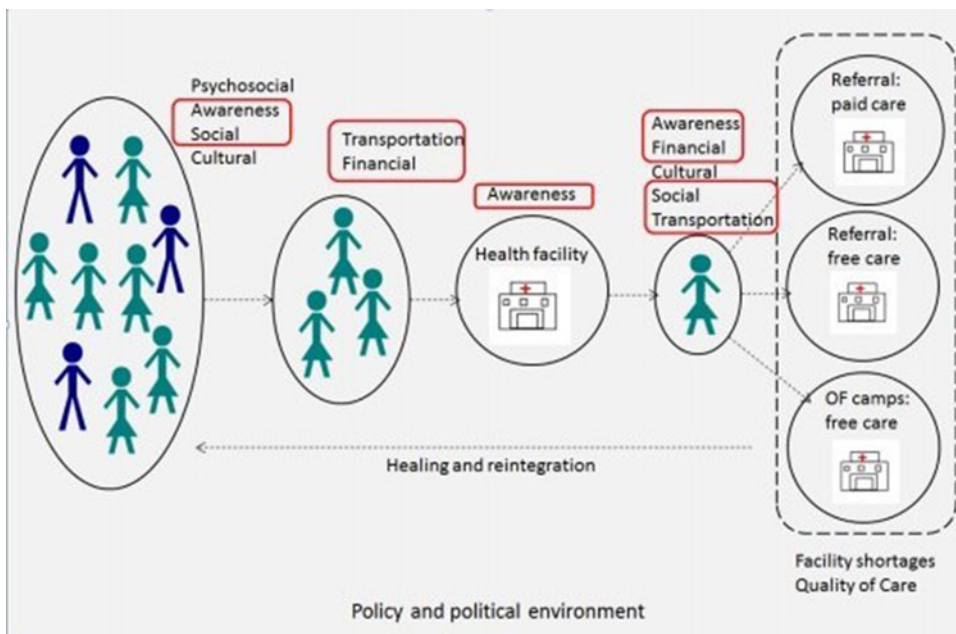 Psychosocial
Awareness
Social
Cultural
Transportation
Financial
Awareness
Health facility
Awareness
Financial
Cultural
Social
Transportation
Referral:
paid care
Referral:
free care
OF camps:
free care
Healing and reintegration
Facility shortages
Quality of Care
Policy and political environment